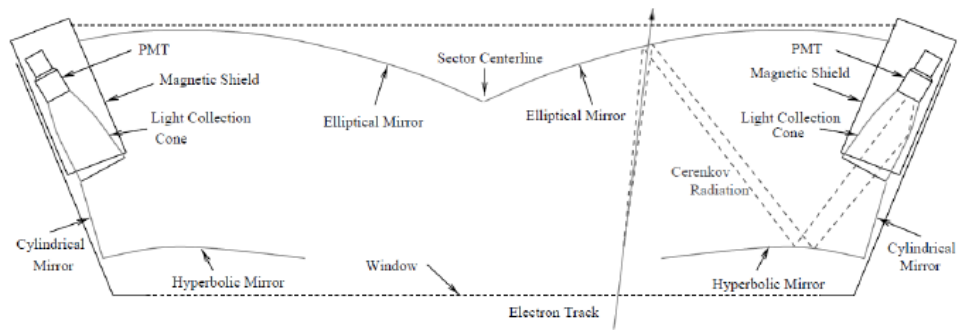 PMT
Magnetic Shield
Light Collection
Cone
Sector Centerline
Elliptical Mirror
Elliptical Mirror
PMT
Magnetic Shield
Light Collection
Cone
Cerenkov
Radiation
Cylindrical
Mirror
Hyperbolic Mirror
Window
Electron Track
Hyperbolic Mirror
Cylindrical
Mirror